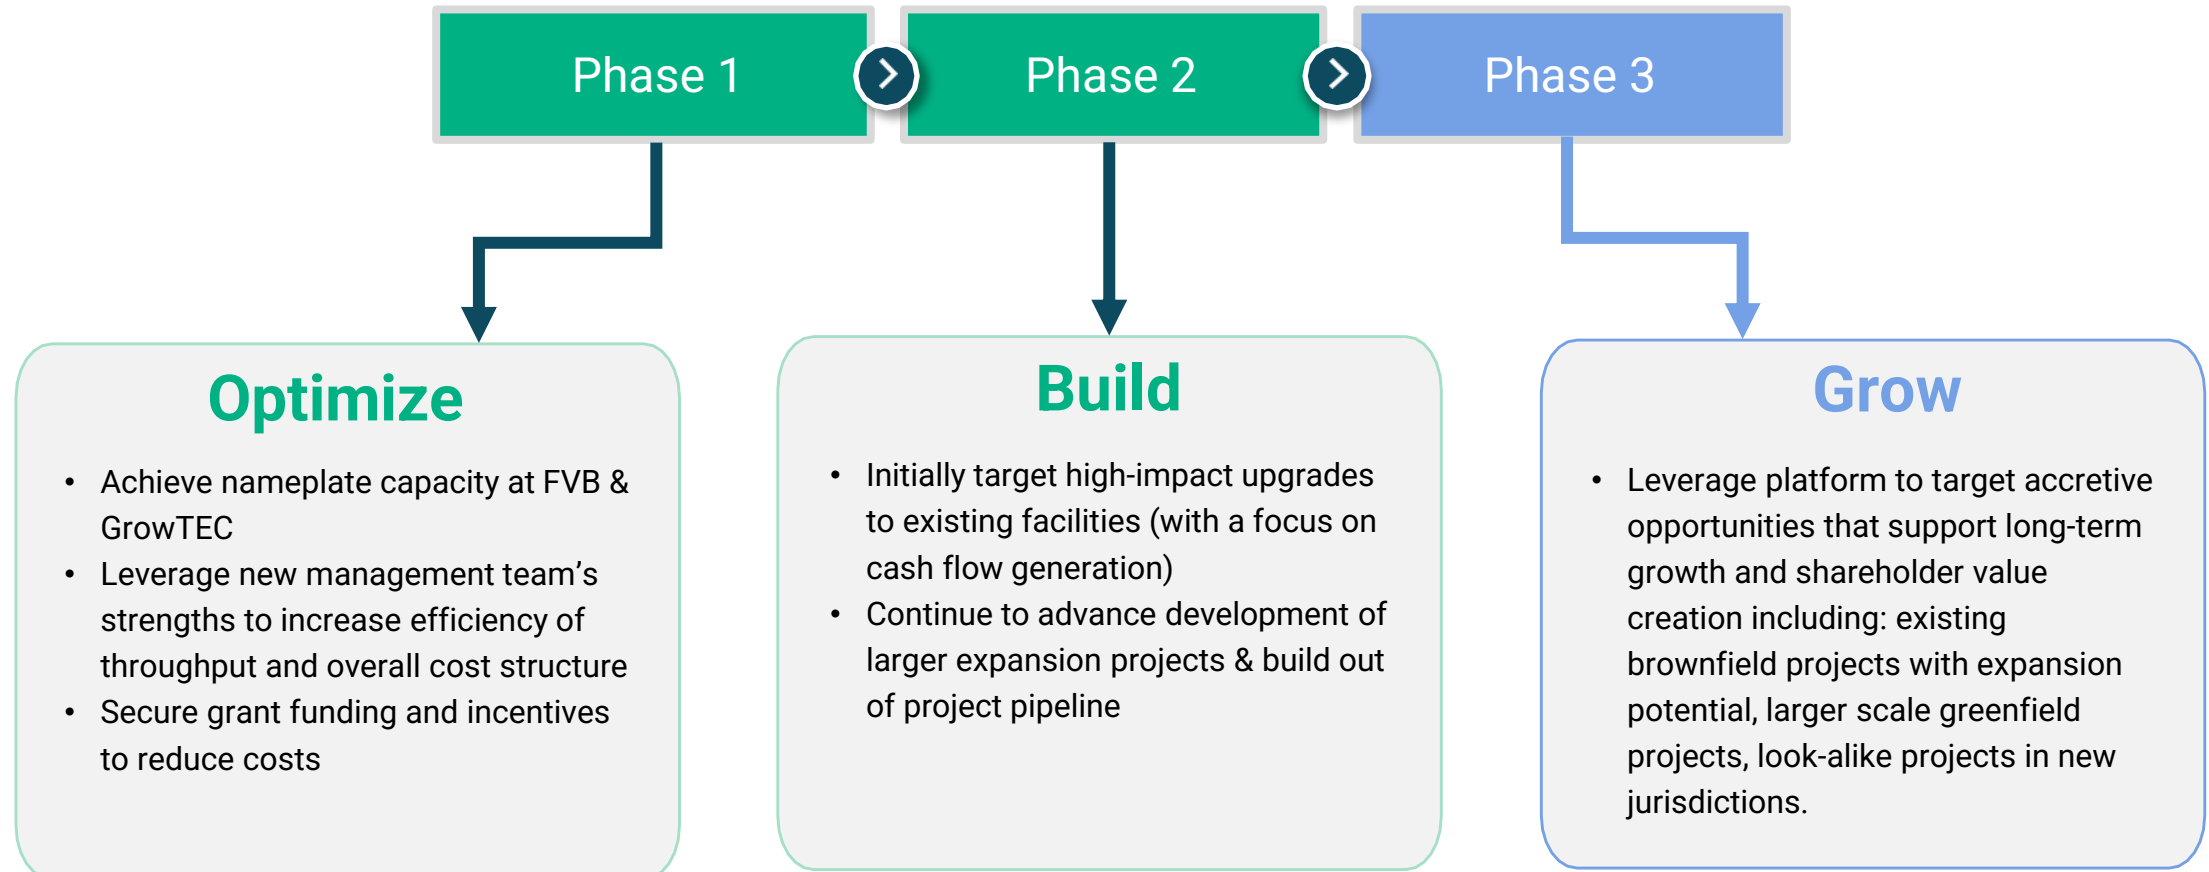 Phase 1
Phase 2
Phase 3
Optimize
• Achieve nameplate capacity at FVB &
GrowTEC
• Leverage new management team’s
strengths to increase efficiency of
throughput and overall cost structure
• Secure grant funding and incentives
to reduce costs
Build
• Initially target high-impact upgrades
to existing facilities (with a focus on
cash flow generation)
• Continue to advance development of
larger expansion projects & build out
of project pipeline
Grow
• Leverage platform to target accretive
opportunities that support long-term
growth and shareholder value
creation including: existing
brownfield projects with expansion
potential, larger scale greenfield
projects, look-alike projects in new
jurisdictions.